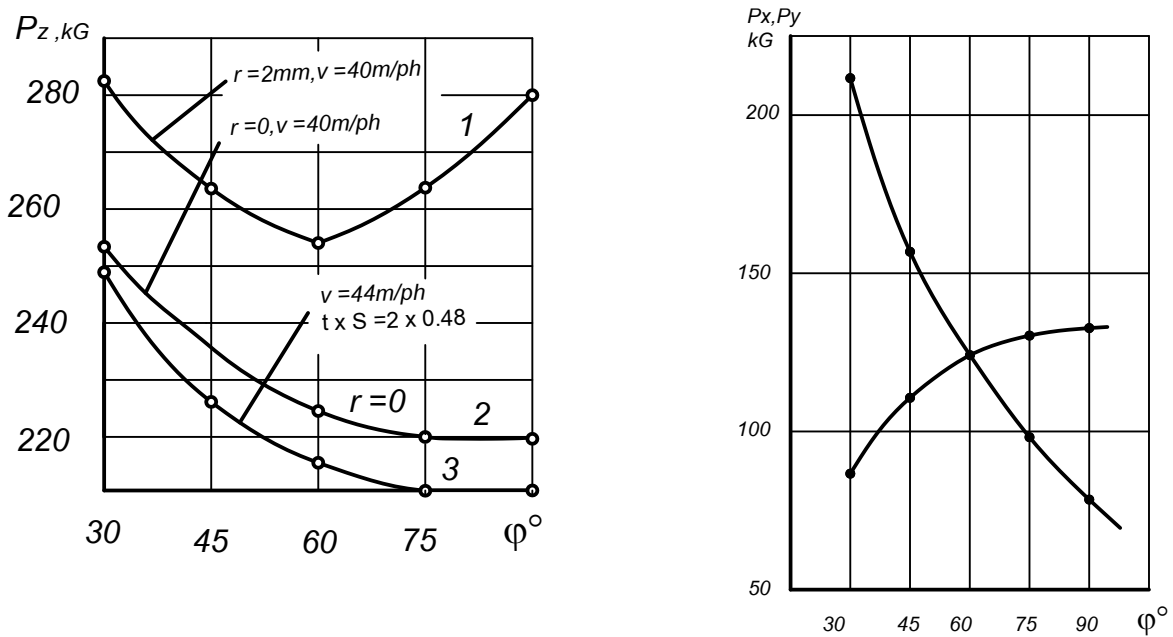 Pz ,kG
280
260
240
220
30 45 60 75 φ°
r =2mm,v =40m/ph
r =0,v =40m/ph
1
v =44m/ph
t x S =2 x 0.48
r =0
2
3
Px,Py
kG
200
150
100
50
30 45 60 75 90 φ°